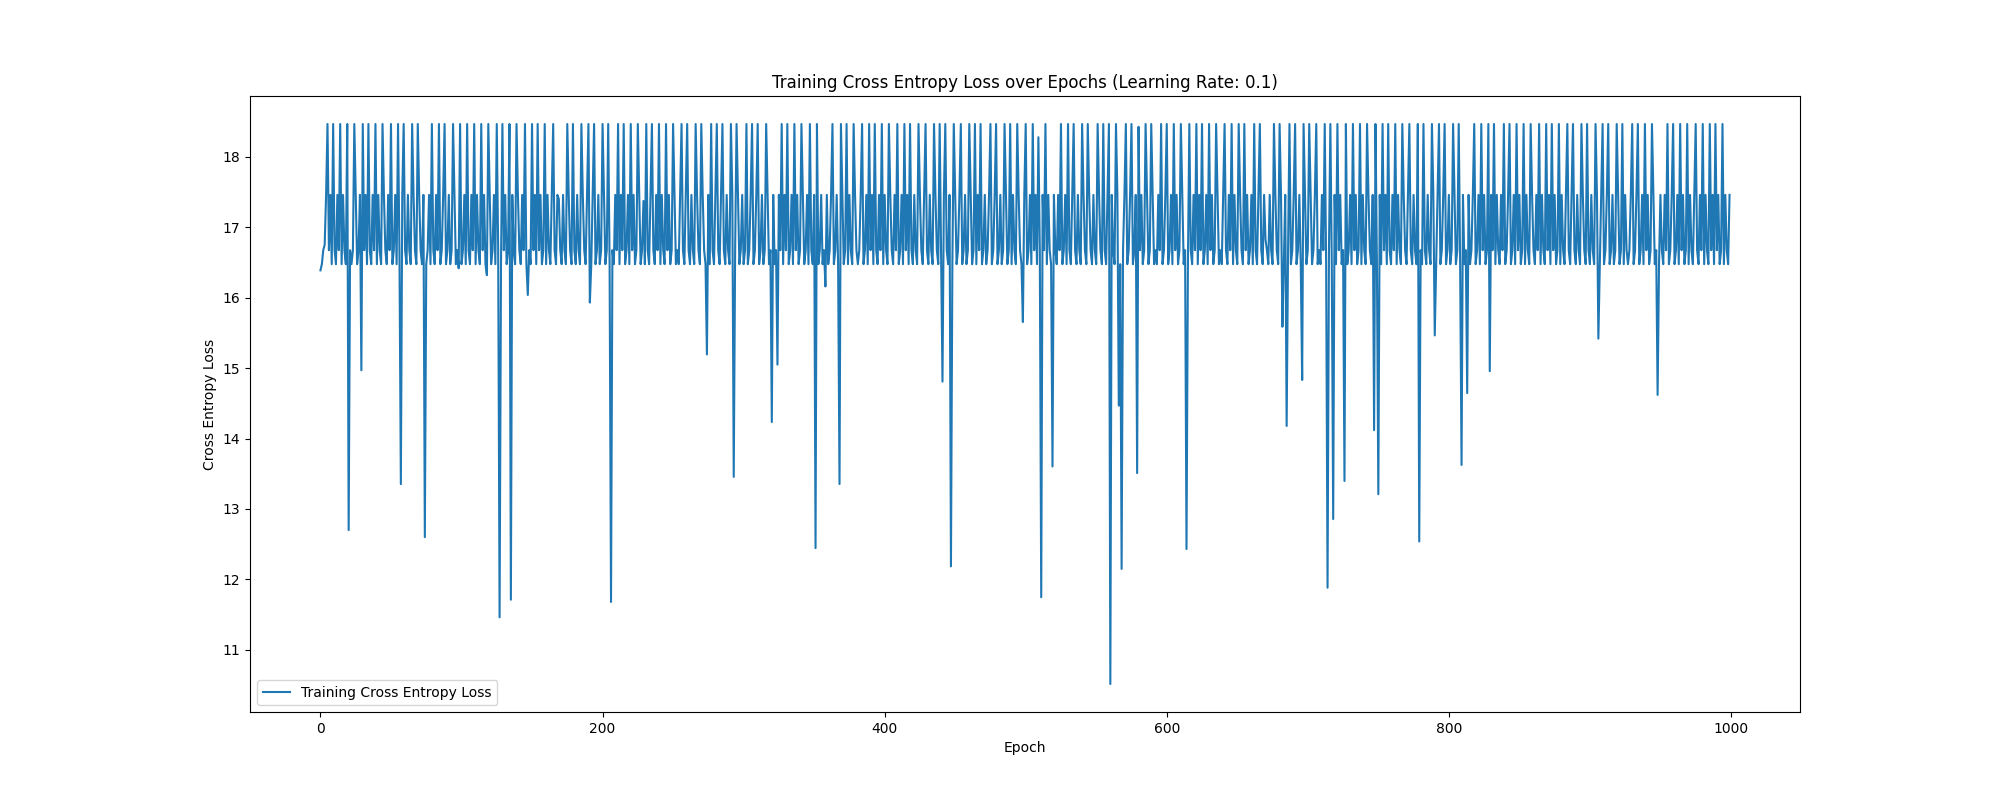 Training Cross Entropy Loss over Epochs (Learning Rate: 0.1)
18
17
16
15
14
13
12
11
Cross Entropy Loss
Training Cross Entropy Loss
0 200 400 600 800 1000
Epoch